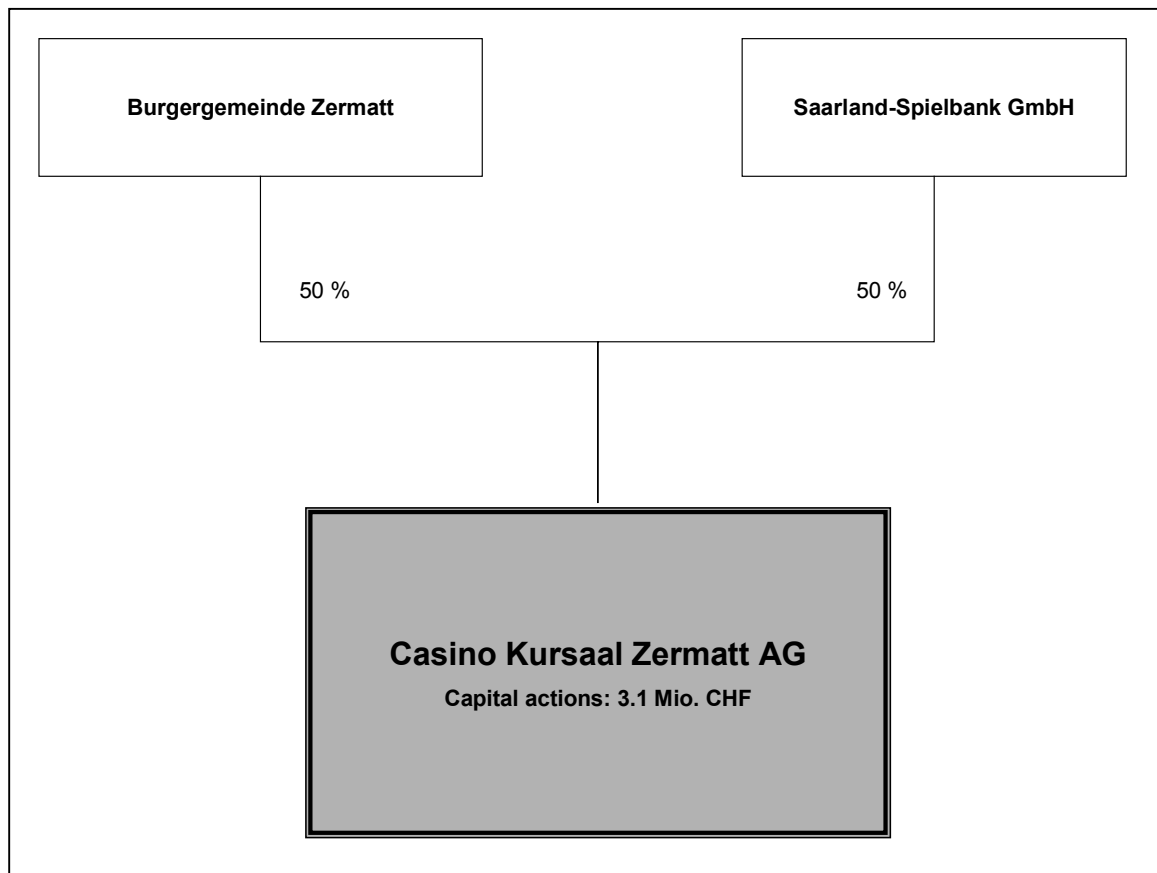 Burgergemeinde Zermatt
Saarland-Spielbank GmbH
50 %
50 %
Casino Kursaal Zermatt AG
Capital actions: 3.1 Mio. CHF